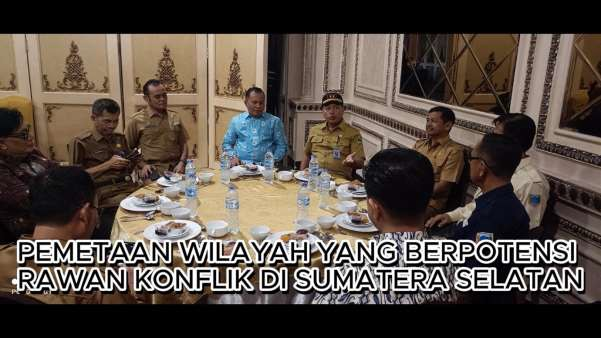 PEMETAAN WILAYAH YANG BERPOTENSI
RAWAN KONFLIK DI SUMATERA SELATAN